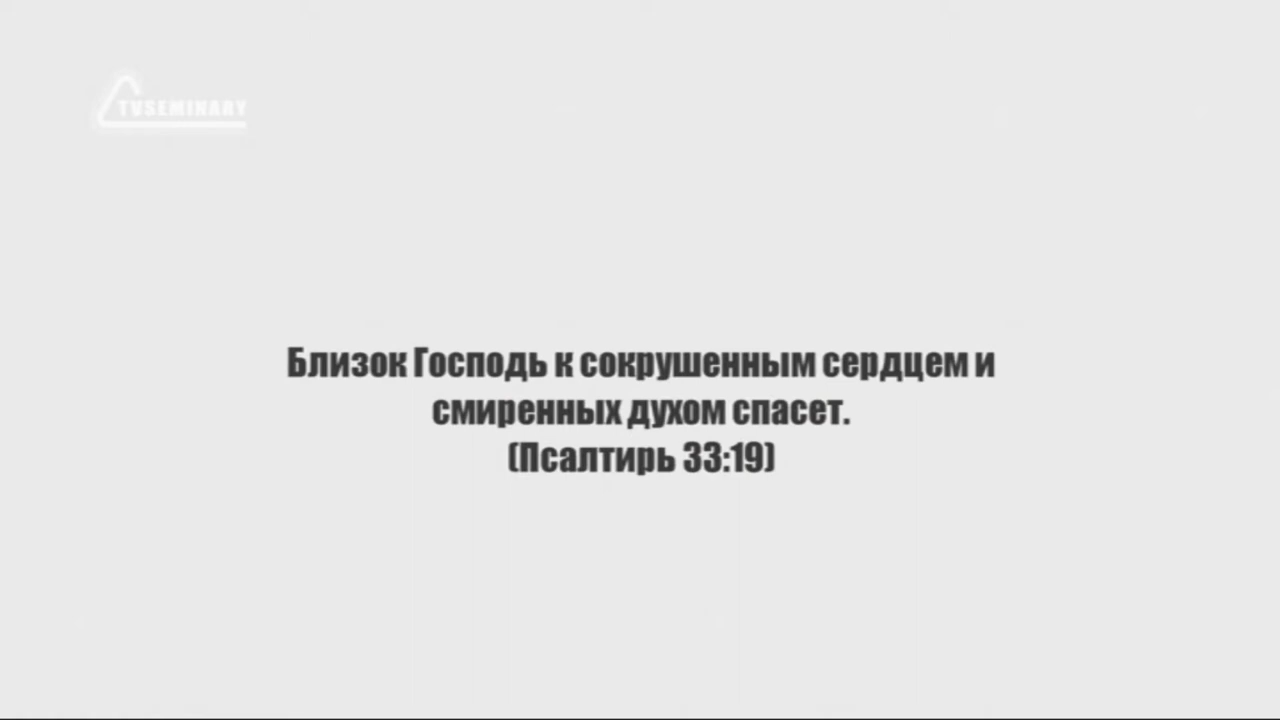 TVSEMINARY
Близок Господь к сокрушенным сердцем и
смиренных духом спасет.
(Псалтирь 33:19)